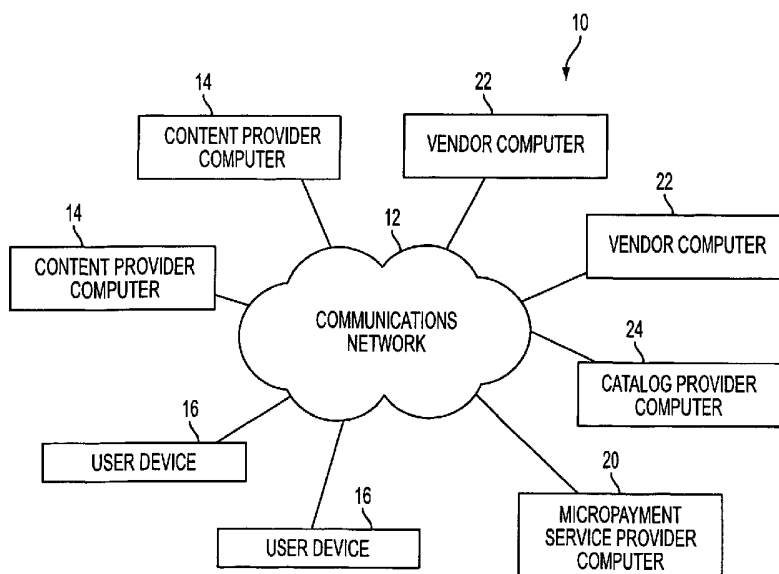 10
14
CONTENT PROVIDER
COMPUTER
22
VENDOR COMPUTER
14
CONTENT PROVIDER
COMPUTER
12
COMMUNICATIONS
NETWORK
22
VENDOR COMPUTER
24
CATALOG PROVIDER
COMPUTER
16
USER DEVICE
16
USER DEVICE
20
MICROPAYMENT
SERVICE PROVIDER
COMPUTER